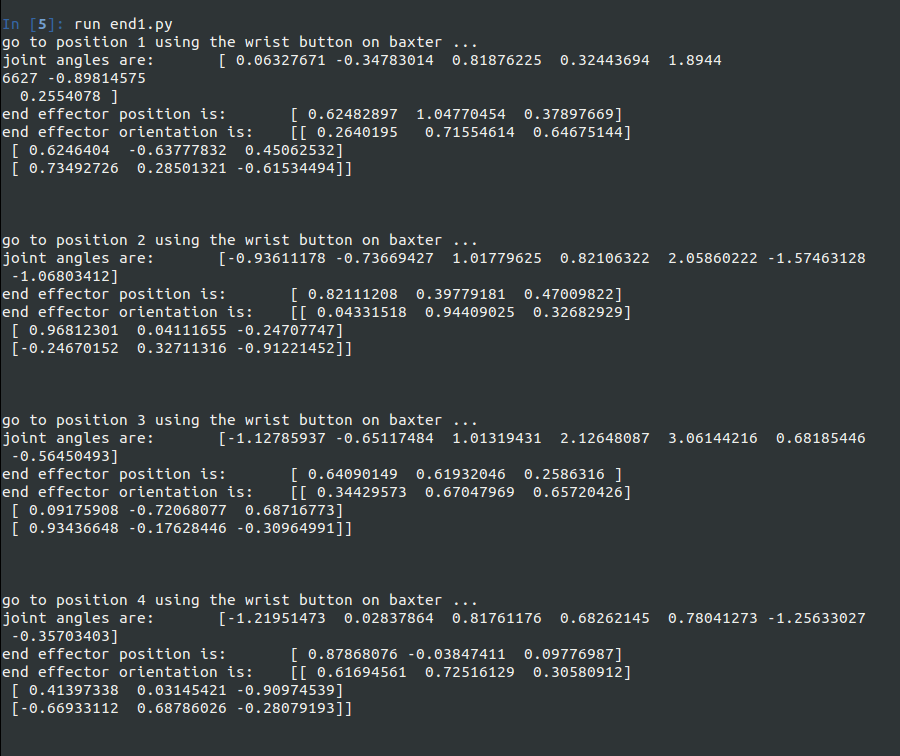 In [5]: run end1.py
go to position 1 using the wrist button on baxter ...
joint angles are:       [ 0.06327671 -0.34783014  0.81876225  0.32443694  1.8944
6627 -0.89814575
  0.2554078 ]
end effector position is:       [ 0.62482897  1.04770454  0.37897669]
end effector orientation is:    [[ 0.2640195   0.71554614  0.64675144]
 [ 0.6246404  -0.63777832  0.45062532]
 [ 0.73492726  0.28501321 -0.61534494]]
go to position 2 using the wrist button on baxter ...
joint angles are:       [-0.93611178 -0.73669427  1.01779625  0.82106322  2.05860222 -1.57463128
 -1.06803412]
end effector position is:       [ 0.82111208  0.39779181  0.47009822]
end effector orientation is:    [[ 0.04331518  0.94409025  0.32682929]
 [ 0.96812301  0.04111655 -0.24707747]
 [-0.24670152  0.32711316 -0.91221452]]
go to position 3 using the wrist button on baxter ...
joint angles are:       [-1.12785937 -0.65117484  1.01319431  2.12648087  3.06144216  0.68185446
 -0.56450493]
end effector position is:       [ 0.64090149  0.61932046  0.2586316 ]
end effector orientation is:    [[ 0.34429573  0.67047969  0.65720426]
 [ 0.09175908 -0.72068077  0.68716773]
 [ 0.93436648 -0.17628446 -0.30964991]]
go to position 4 using the wrist button on baxter ...
joint angles are:       [-1.21951473  0.02837864  0.81761176  0.68262145  0.78041273 -1.25633027
 -0.35703403]
end effector position is:       [ 0.87868076 -0.03847411  0.09776987]
end effector orientation is:    [[ 0.61694561  0.72516129  0.30580912]
 [ 0.41397338  0.03145421 -0.90974539]
 [-0.66933112  0.68786026 -0.28079193]]